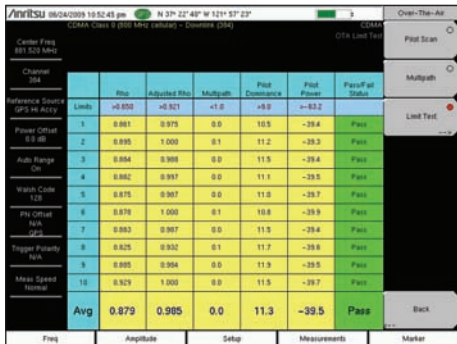 Anritsu 06/24/2009 10:52:45 pm GPS N 37° 22' 48" W 121° 57' 23"
CDMA Class 0 (800 MHz cellular) - Downlink (384)
CDMA
OTA Limit Test
Center Freq
881.520 MHz
Channel
384
Reference Source
GPS Hi Accy
Power Offset
0.0 dB
Auto Range
On
Walsh Code
128
PN Offset
N/A
GPS
Trigger Polarity
N/A
Meas Speed
Normal
Rho Adjusted Rho Multipath Pilot Dominance Pilot Power Pass/Fail Status
Limits >0.850 >0.921 <1.0 >9.0 >-63.2
1 0.861 0.975 0.0 10.5 -39.4 Pass
2 0.895 1.000 0.1 11.2 -39.3 Pass
3 0.884 0.988 0.0 11.5 -39.4 Pass
4 0.882 0.997 0.0 11.1 -39.5 Pass
5 0.875 0.987 0.0 11.0 -39.7 Pass
6 0.878 1.000 0.1 10.8 -39.9 Pass
7 0.883 0.987 0.0 11.5 -39.4 Pass
8 0.825 0.932 0.1 11.7 -39.8 Pass
9 0.885 0.984 0.0 11.9 -39.5 Pass
10 0.929 1.000 0.0 11.5 -39.7 Pass
Avg 0.879 0.985 0.0 11.3 -39.5 Pass
Over-The-Air
Pilot Scan
Multipath
Limit Test
-->
Back
Freq Amplitude Setup Measurements Marker